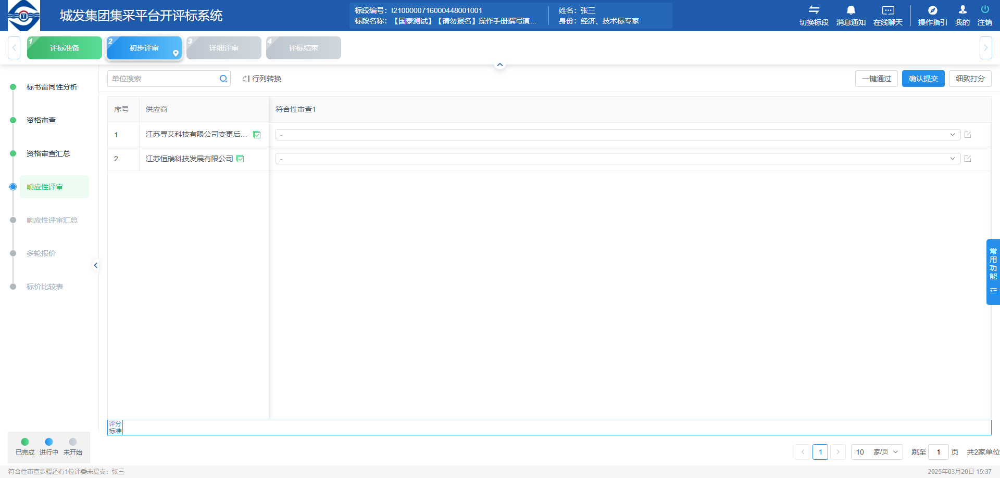 城发集团集采平台开评标系统
标段编号：I2100000716000448001001
标段名称：【国泰测试】【请勿报名】操作手册撰写演...
姓名：张三
身份：经济、技术标专家
切换标段
消息通知
在线聊天
操作指引
我的
注销
1 评标准备
2 初步评审
3 详细评审
4 评标结束
标书雷同性分析
资格审查
资格审查汇总
响应性评审
响应性评审汇总
多轮报价
标价比较表
单位搜索
行列转换
一键通过
确认提交
细致打分
序号 供应商 符合性审查1
1 江苏寻艾科技有限公司变更后... -
2 江苏恒瑞科技发展有限公司 -
常用功能
评分
标准
已完成 进行中 未开始
1 10 家/页 跳至 1 页 共2家单位
符合性审查步骤还有1位评委未提交：张三
2025年03月20日 15:37